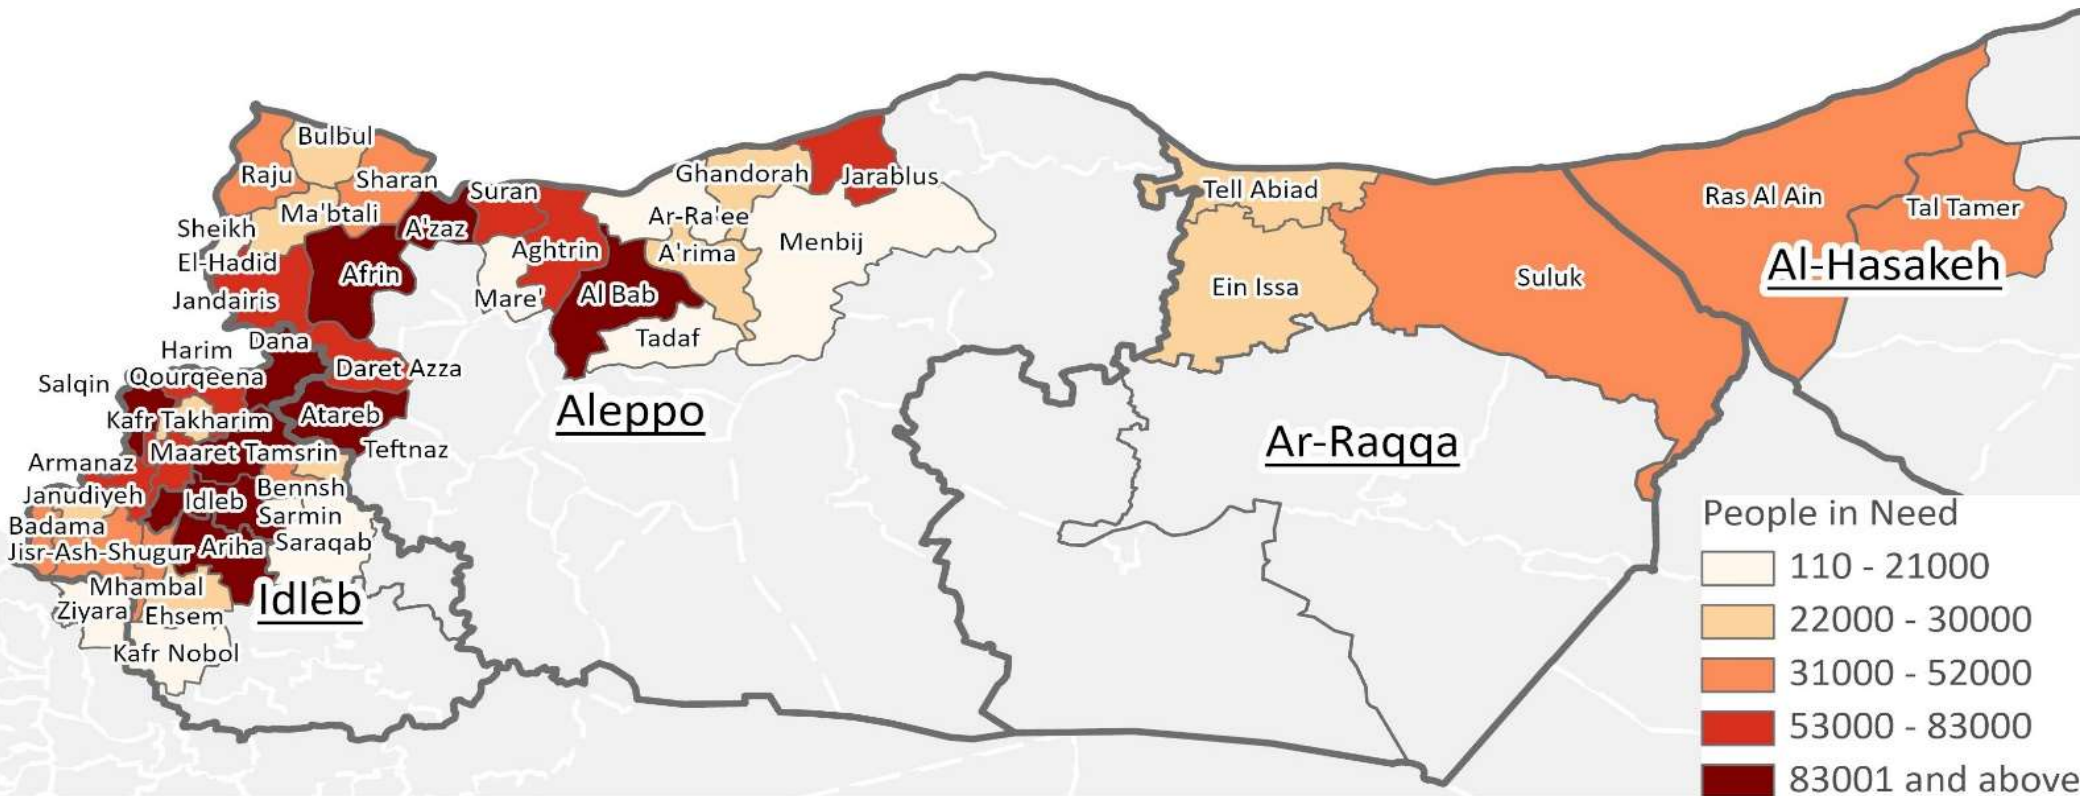 Bulbul
Raju
Sharan
Ma'btali
Sheikh
El-Hadid
Jandairis
Afrin
A'zaz
Suran
Aghtrin
Mare'
Al Bab
Tadaf
Ghandorah
Jarablus
Ar-Ra'ee
A'rima
Menbij
Tell Abiad
Ein Issa
Suluk
Ras Al Ain
Tal Tamer
Al-Hasakeh
Dana
Harim
Daret Azza
Salqin
Qourqeena
Kafr Takharim
Atareb
Aleppo
Maaret Tamsrin
Teftnaz
Armanaz
Ar-Raqqa
Janudiyeh
Idleb
Bennsh
Sarmin
Badama
Jisr-Ash-Shugur
Ariha
Saraqab
Mhambal
Idleb
Ziyara
Ehsem
Kafr Nobol
People in Need
110 - 21000
22000 - 30000
31000 - 52000
53000 - 83000
83001 and above